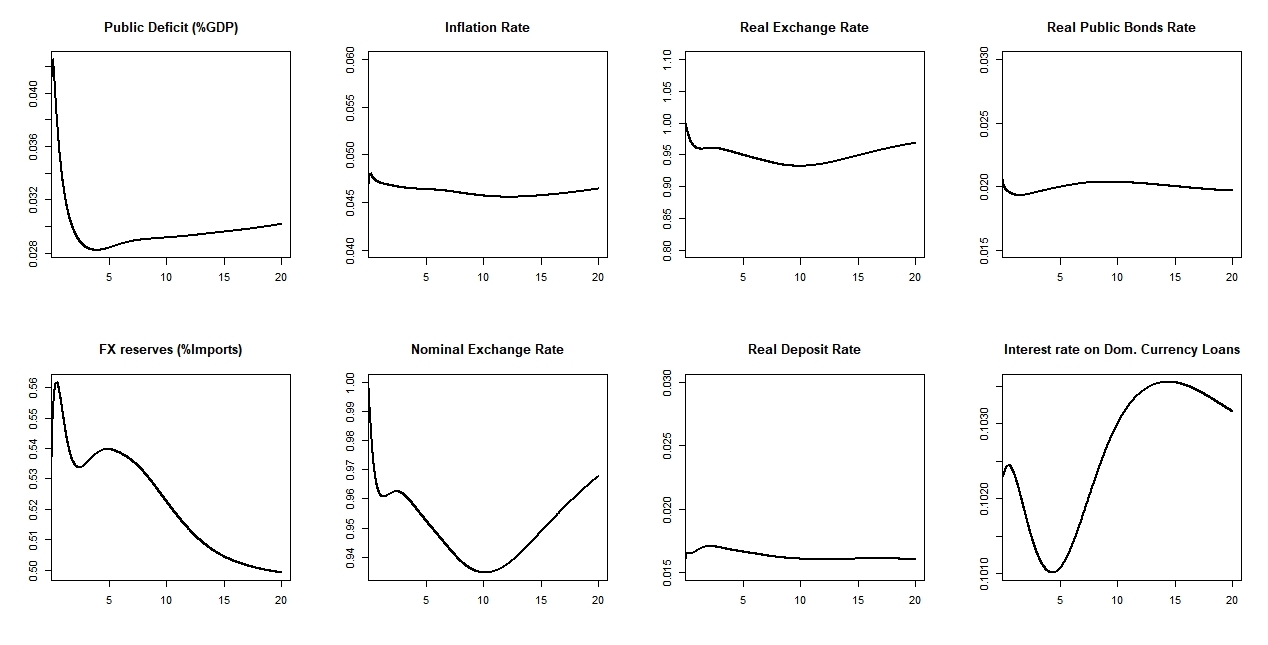 Public Deficit (%GDP)
0.028 0.032 0.036 0.040
5 10 15 20
Inflation Rate
0.040 0.045 0.050 0.055 0.060
5 10 15 20
Real Exchange Rate
0.80 0.85 0.90 0.95 1.00 1.05 1.10
5 10 15 20
Real Public Bonds Rate
0.015 0.020 0.025 0.030
5 10 15 20
FX reserves (%Imports)
0.50 0.51 0.52 0.53 0.54 0.55 0.56
5 10 15 20
Nominal Exchange Rate
0.94 0.95 0.96 0.97 0.98 0.99 1.00
5 10 15 20
Real Deposit Rate
0.015 0.020 0.025 0.030
5 10 15 20
Interest rate on Dom. Currency Loans
0.1010 0.1020 0.1030
5 10 15 20